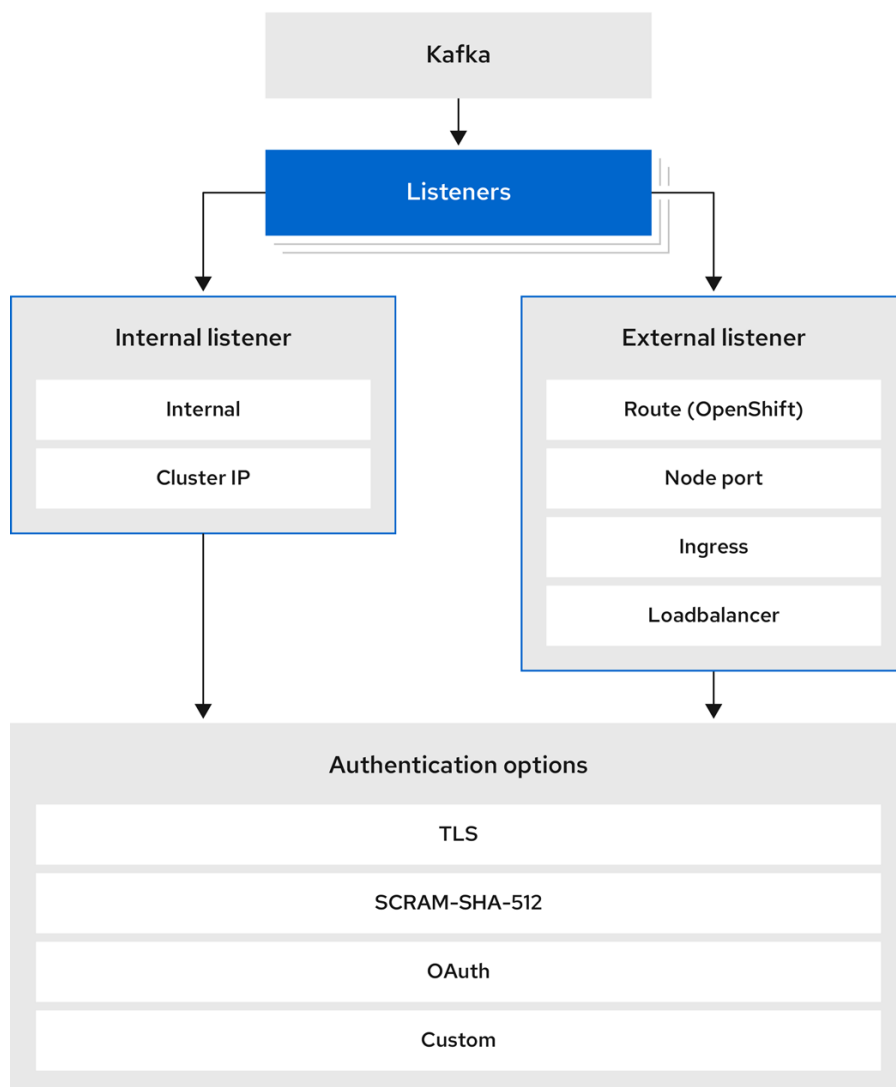 Kafka
Listeners
Internal listener
Internal
Cluster IP
External listener
Route (OpenShift)
Node port
Ingress
Loadbalancer
Authentication options
TLS
SCRAM-SHA-512
OAuth
Custom